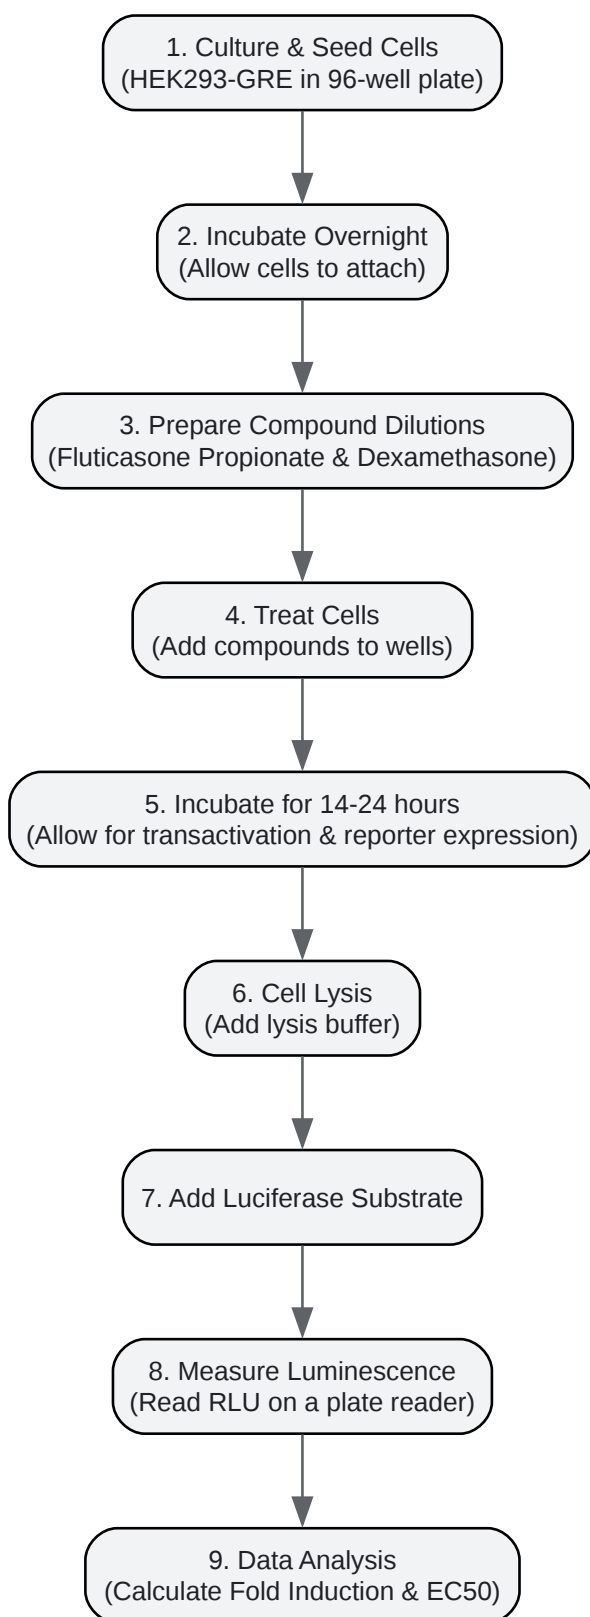 1. Culture & Seed Cells
(HEK293-GRE in 96-well plate)
2. Incubate Overnight
(Allow cells to attach)
3. Prepare Compound Dilutions
(Fluticasone Propionate & Dexamethasone)
4. Treat Cells
(Add compounds to wells)
5. Incubate for 14-24 hours
(Allow for transactivation & reporter expression)
6. Cell Lysis
(Add lysis buffer)
7. Add Luciferase Substrate
8. Measure Luminescence
(Read RLU on a plate reader)
9. Data Analysis
(Calculate Fold Induction & EC50)